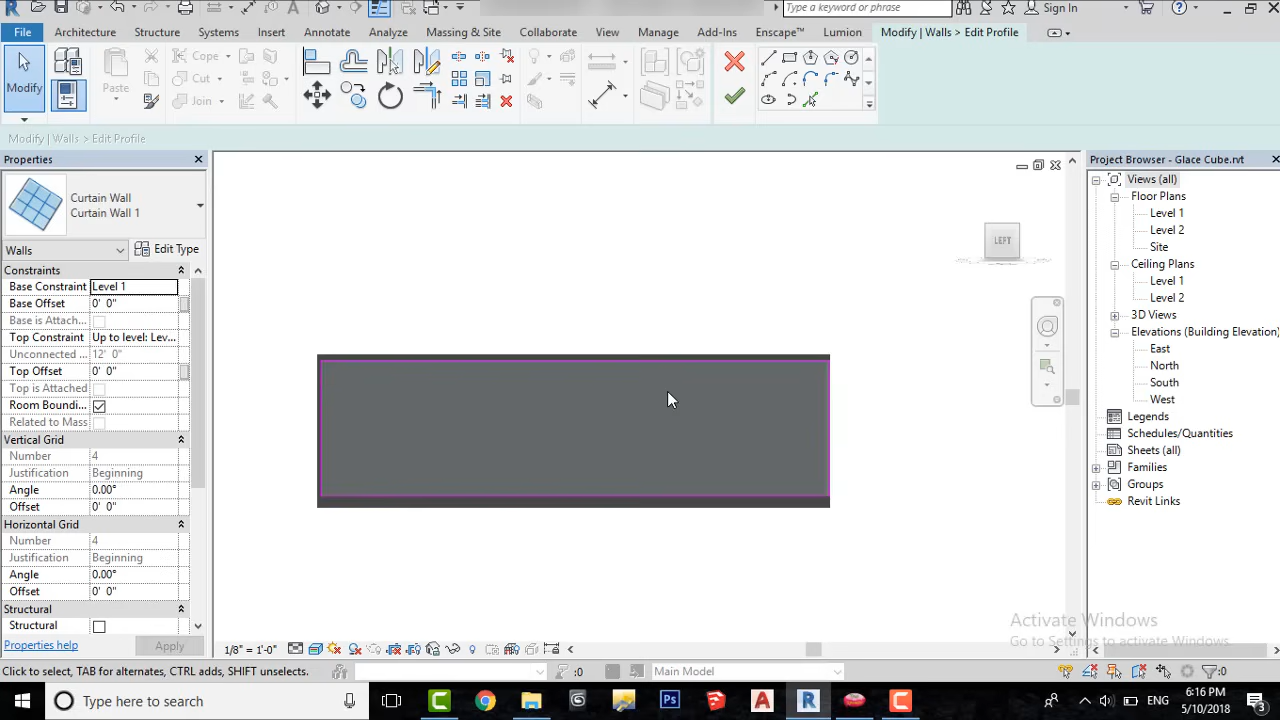 Type a keyword or phrase
Sign In
File
Architecture
Structure
Systems
Insert
Annotate
Analyze
Massing & Site
Collaborate
View
Manage
Add-Ins
Enscape™
Lumion
Modify | Walls > Edit Profile
Modify
Paste
Cope
Cut
Join
Modify | Walls > Edit Profile
Properties
Curtain Wall
Curtain Wall 1
Walls
Edit Type
Constraints
Base Constraint Level 1
Base Offset 0' 0"
Base is Attach...
Top Constraint Up to level: Lev...
Unconnected ... 12' 0"
Top Offset 0' 0"
Top is Attached
Room Boundi...
Related to Mass
Vertical Grid
Number 4
Justification Beginning
Angle 0.00°
Offset 0' 0"
Horizontal Grid
Number 4
Justification Beginning
Angle 0.00°
Offset 0' 0"
Structural
Structural
Properties help
Apply
LEFT
Project Browser - Glace Cube.rvt
Views (all)
Floor Plans
Level 1
Level 2
Site
Ceiling Plans
Level 1
Level 2
3D Views
Elevations (Building Elevation)
East
North
South
West
Legends
Schedules/Quantities
Sheets (all)
Families
Groups
Revit Links
Activate Windows
Go to Settings to activate Windows.
1/8" = 1'-0"
Click to select, TAB for alternates, CTRL adds, SHIFT unselects.
:0
Main Model
:0
Type here to search
ENG
6:16 PM
5/10/2018
3